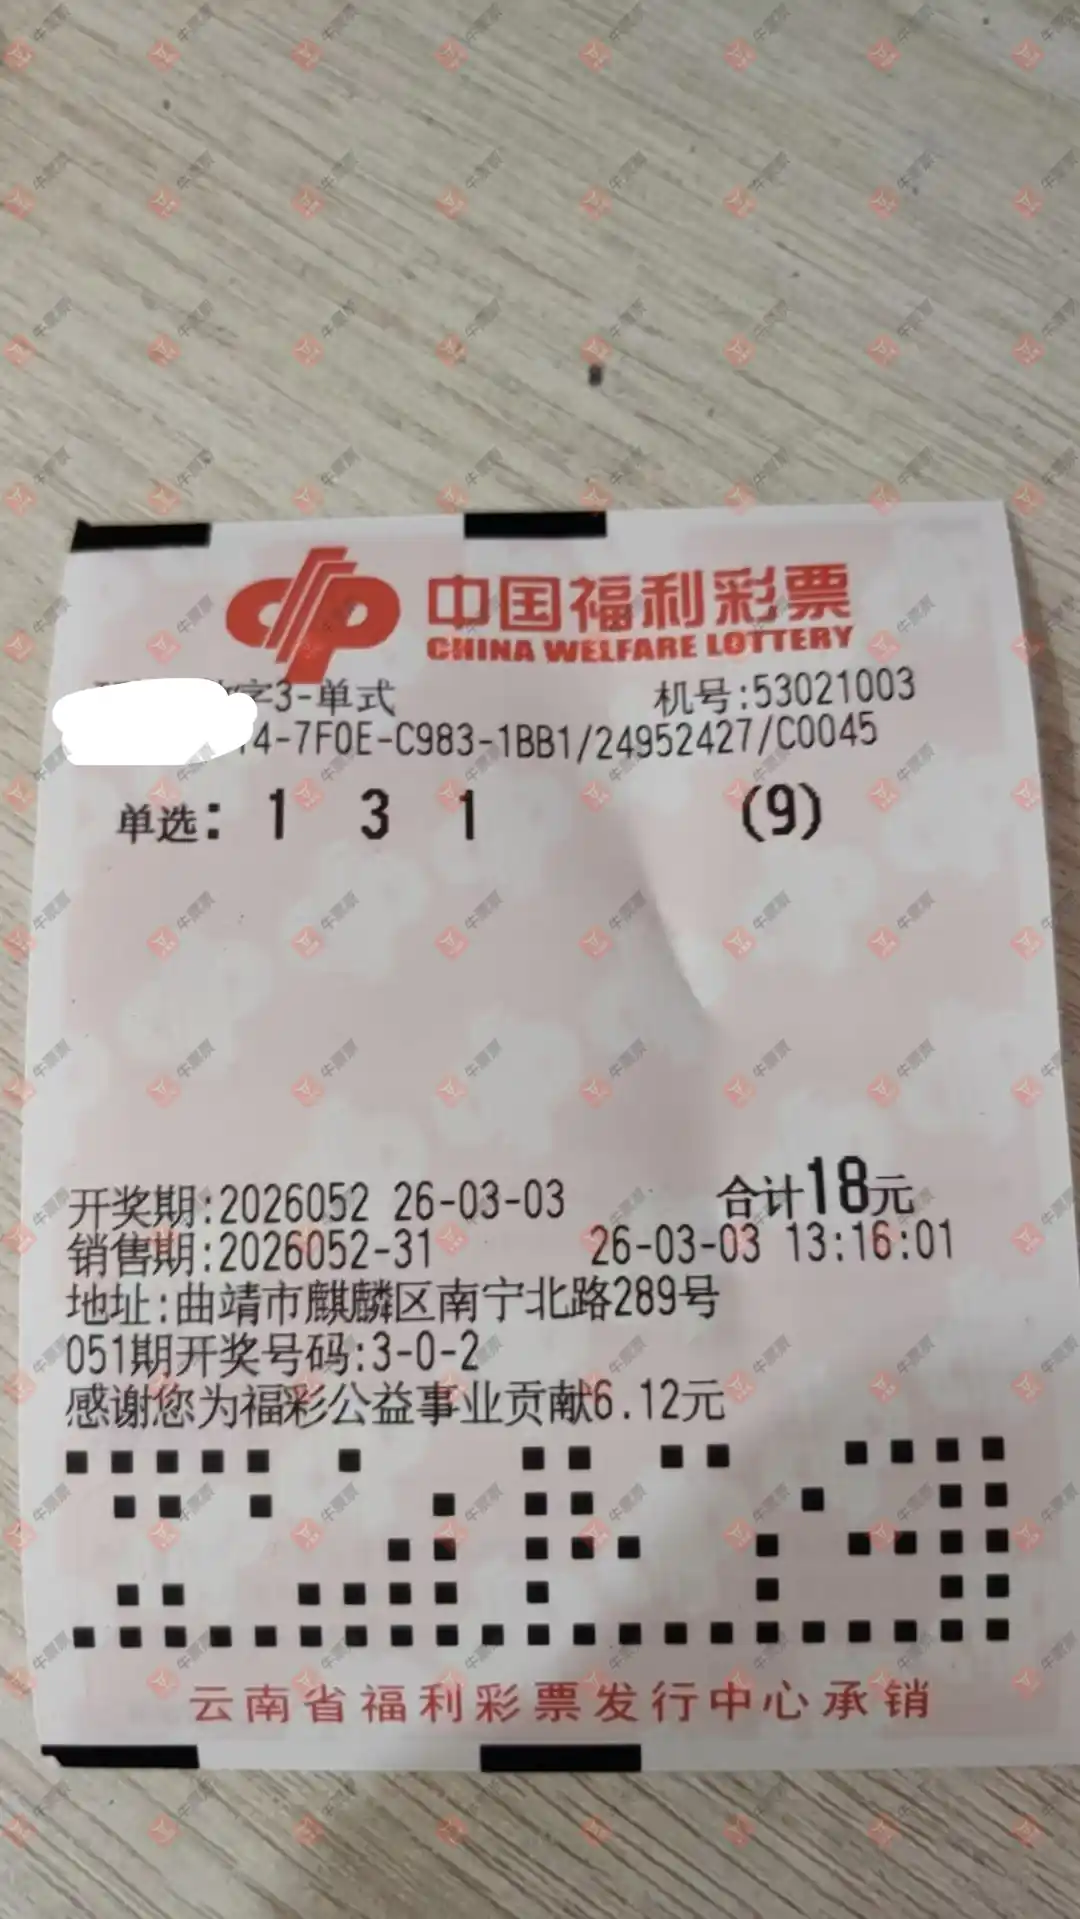 中国福利彩票
CHINA WELFARE LOTTERY
字3-单式 机号:53021003
4-7F0E-C983-1BB1/24952427/C0045
单选: 1 3 1 (9)
开奖期:2026052 26-03-03 合计18元
销售期:2026052-31 26-03-03 13:16:01
地址:曲靖市麒麟区南宁北路289号
051期开奖号码:3-0-2
感谢您为福彩公益事业贡献6.12元
云南省福利彩票发行中心承销